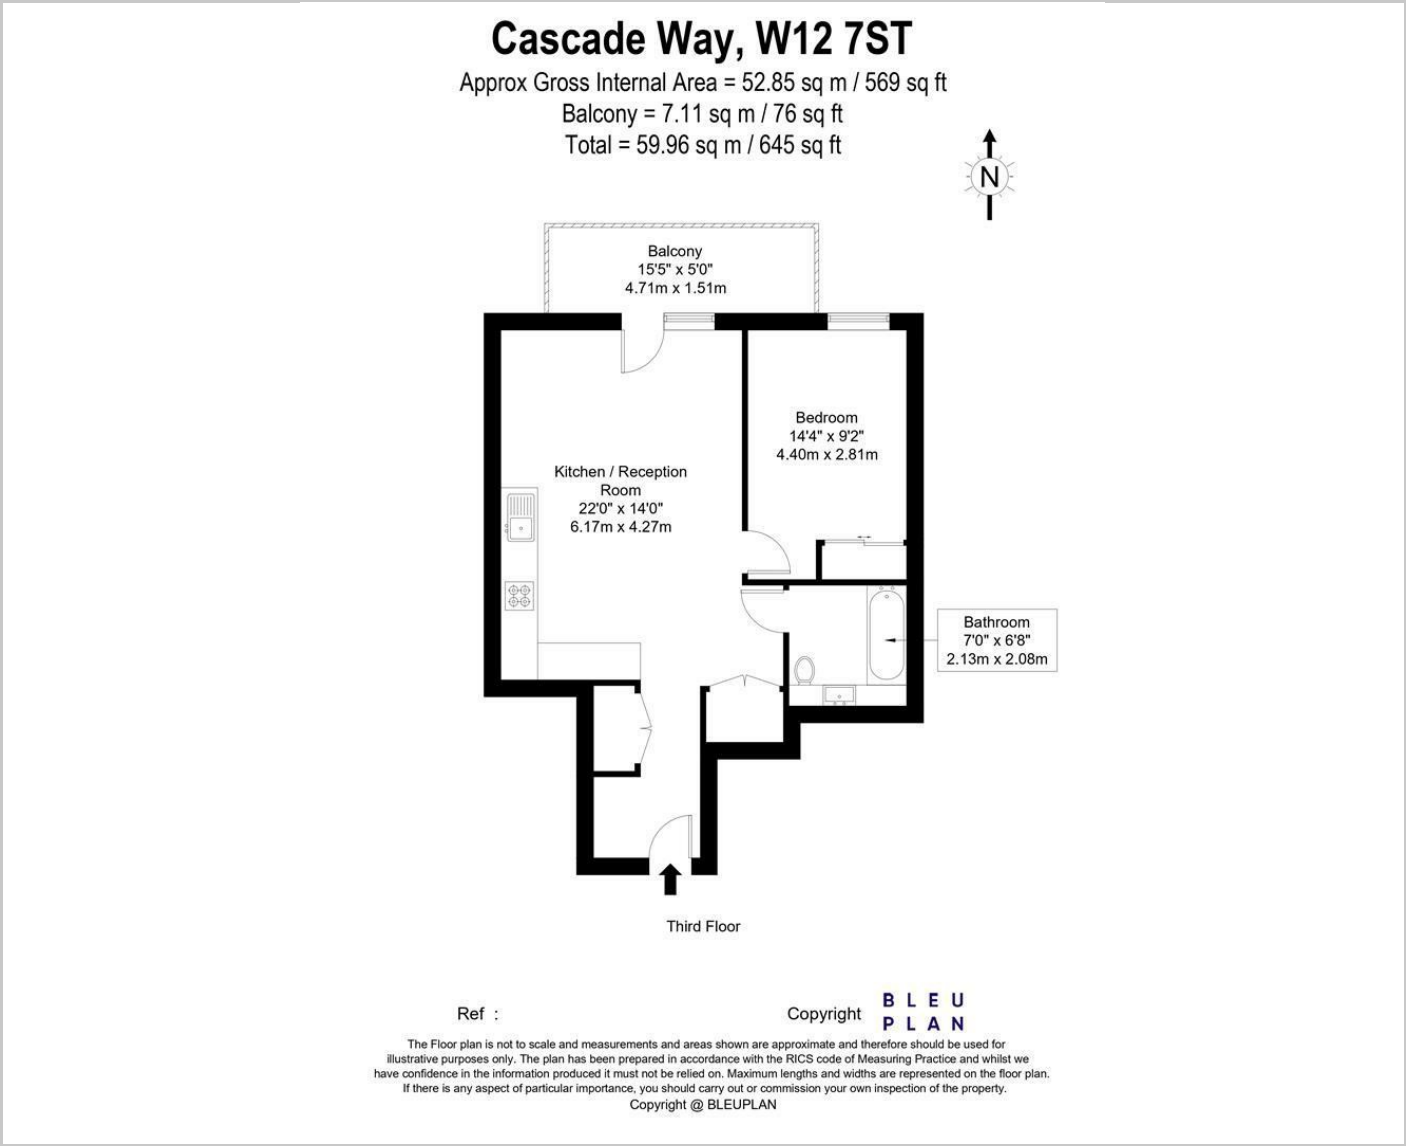 Cascade Way, W12 7ST
Approx Gross Internal Area = 52.85 sq m / 569 sq ft
Balcony = 7.11 sq m / 76 sq ft
Total = 59.96 sq m / 645 sq ft
N
Balcony
15'5" x 5'0"
4.71m x 1.51m
Bedroom
14'4" x 9'2"
4.40m x 2.81m
Kitchen / Reception
Room
22'0" x 14'0"
6.17m x 4.27m
Bathroom
7'0" x 6'8"
2.13m x 2.08m
Third Floor
Ref :
Copyright
BLEU
PLAN
The Floor plan is not to scale and measurements and areas shown are approximate and therefore should be used for
illustrative purposes only. The plan has been prepared in accordance with the RICS code of Measuring Practice and whilst we
have confidence in the information produced it must not be relied on. Maximum lengths and widths are represented on the floor plan.
If there is any aspect of particular importance, you should carry out or commission your own inspection of the property.
Copyright @ BLEUPLAN